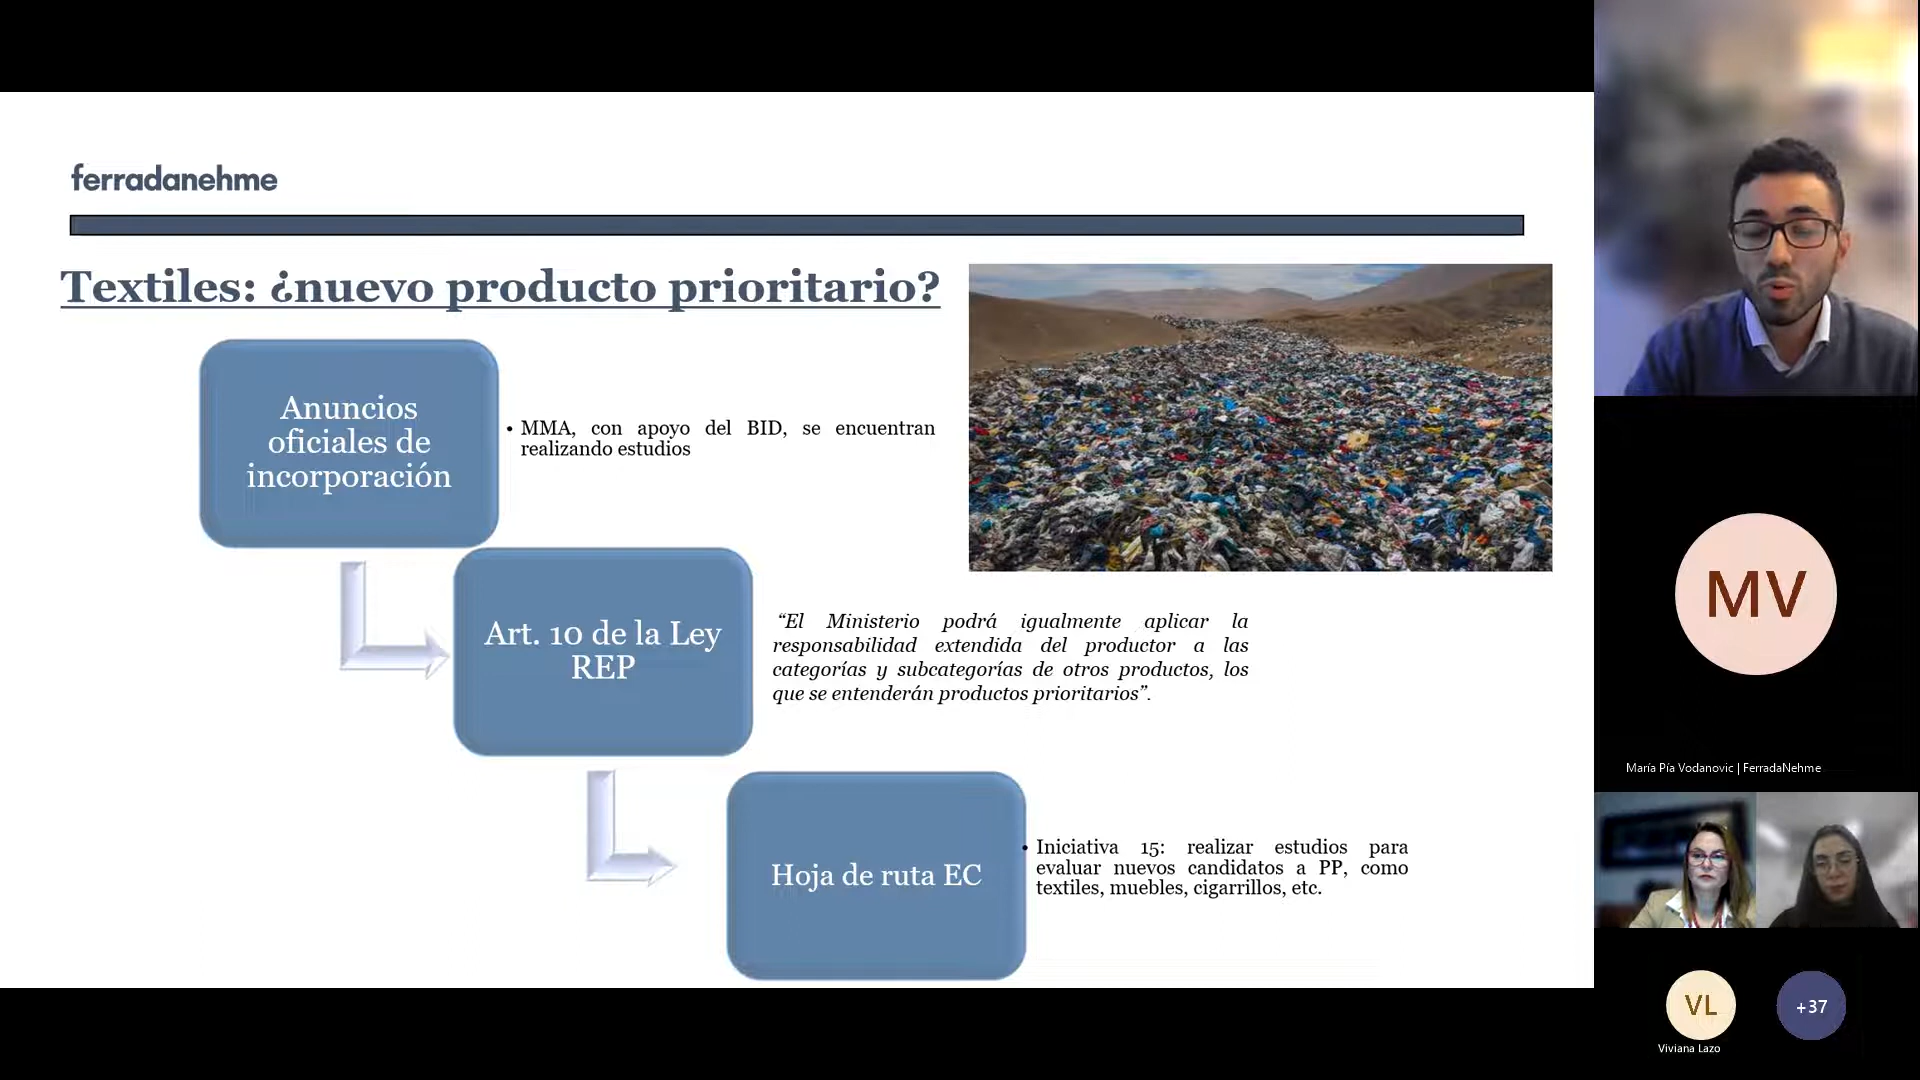 ferradanehme
Textiles: ¿nuevo producto prioritario?
Anuncios
oficiales de
incorporación
• MMA, con apoyo del BID, se encuentran
realizando estudios
Art. 10 de la Ley
REP
“El Ministerio podrá igualmente aplicar la
responsabilidad extendida del productor a las
categorías y subcategorías de otros productos, los
que se entenderán productos prioritarios”.
Hoja de ruta EC
• Iniciativa 15: realizar estudios para
evaluar nuevos candidatos a PP, como
textiles, muebles, cigarrillos, etc.
MV
María Pía Vodanovic | FerradaNehme
VL
+37
Viviana Lazo